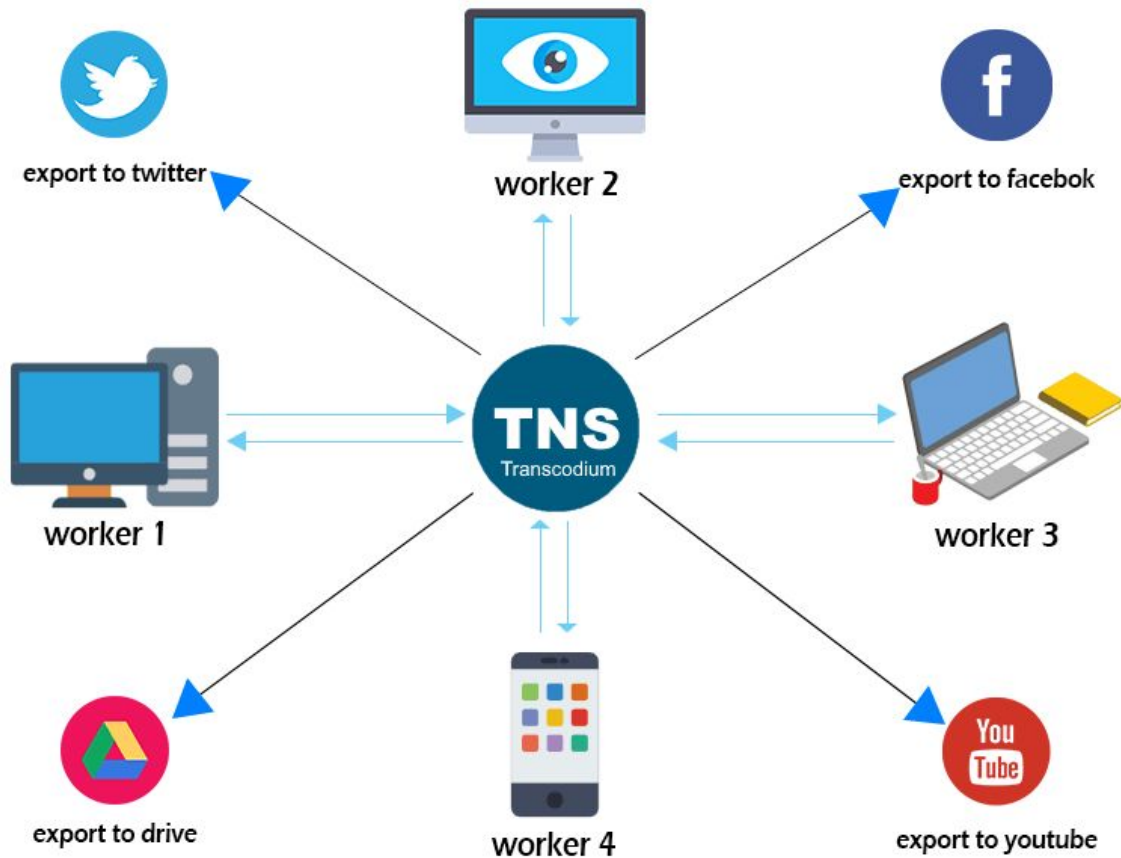 worker 2
export to twitter
f
export to facebok
TNS
Transcodium
worker 1
worker 3
You
Tube
export to drive
worker 4
export to youtube